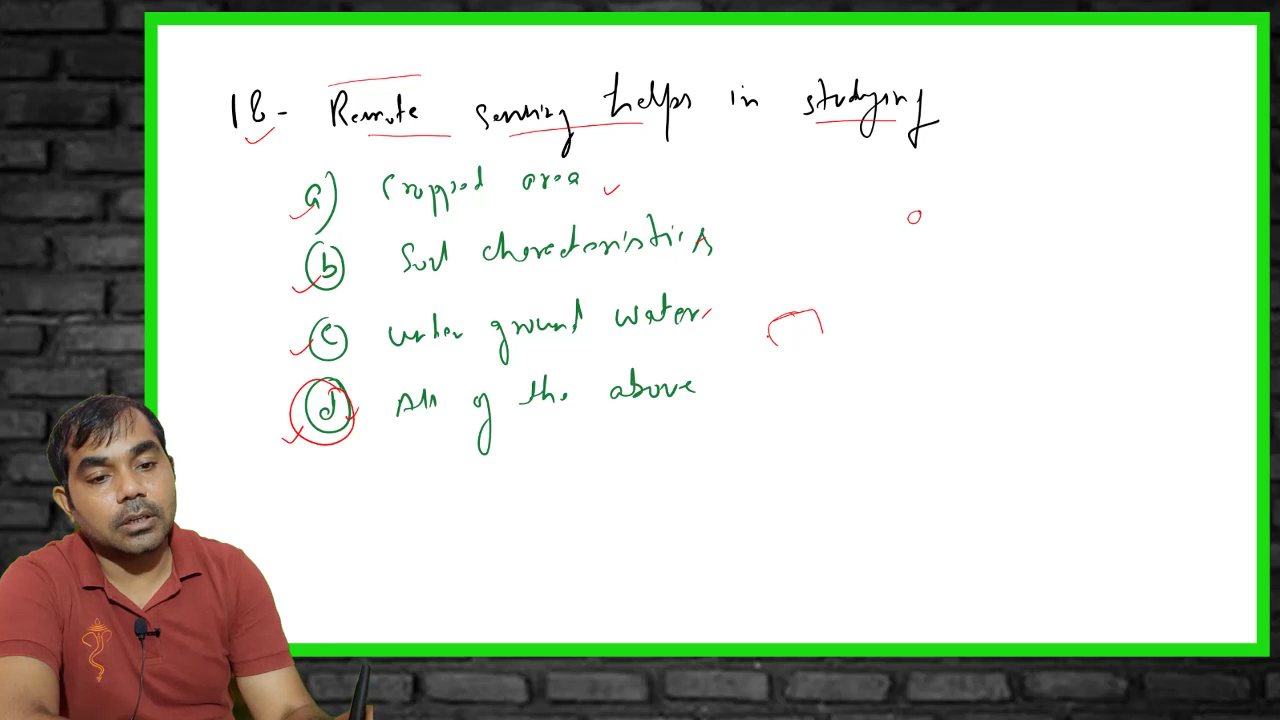 18- Remote sensing helps in studying
a) Cropped area
b Soil characteristics
c under ground water
d All of the above